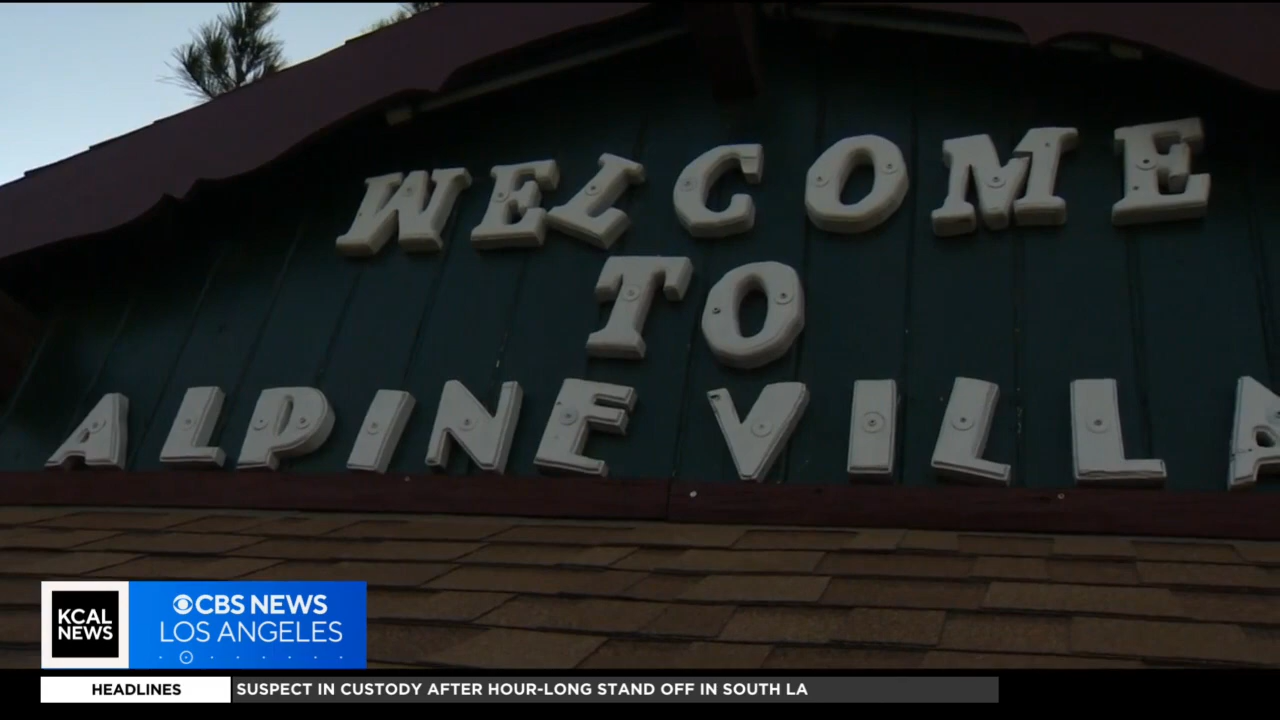 WELCOME
TO
ALPINE VILLA
KCAL
NEWS
CBS NEWS
LOS ANGELES
HEADLINES
SUSPECT IN CUSTODY AFTER HOUR-LONG STAND OFF IN SOUTH LA